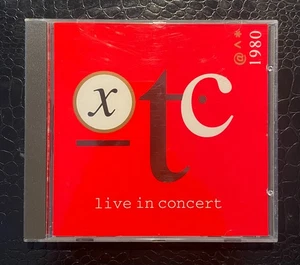 xtc
live in concert
@ ^ * 1980